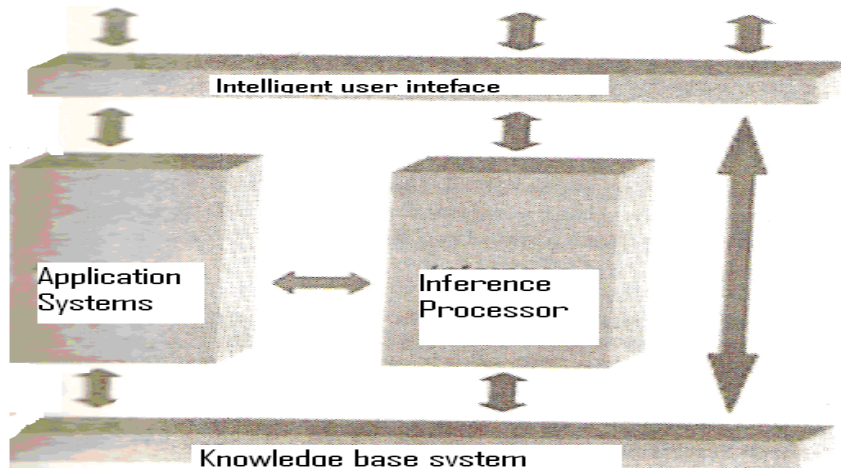 Intelligent user inteface
Application
Systems
Inference
Processor
Knowledge base system